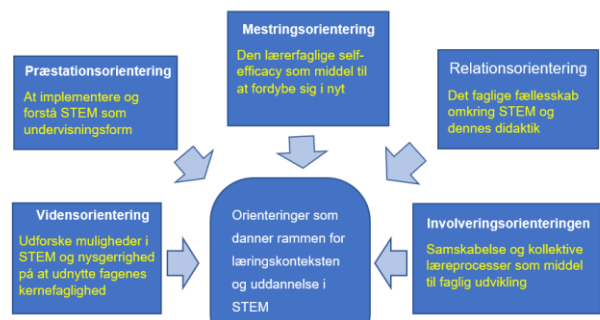 Mestringsorientering
Den lærerfaglige self-
efficacy som middel til
at fordybe sig i nyt
Præstationsorientering
At implementere og
forstå STEM som
undervisningsform
Relationsorientering
Det faglige fællesskab
omkring STEM og
dennes didaktik
Vidensorientering
Udforske muligheder i
STEM og nysgerrighed
på at udnytte fagenes
kernefaglighed
Orienteringer som
danner rammen for
læringskonteksten
og uddannelse i
STEM
Involveringsorienteringen
Samskabelse og kollektive
læreprocesser som middel
til faglig udvikling